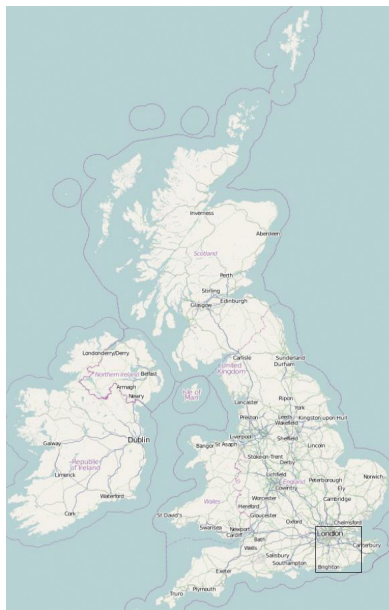 Inverness
Aberdeen
Scotland
Perth
Stirling
Glasgow
Edinburgh
Londonderry/Derry
Northern Ireland
Belfast
Armagh
Newry
Carlisle
United
Kingdom
Sunderland
Durham
Isle of
Man
Lancaster
Ripon
York
Preston
Leeds
Wakefield
Kingston upon Hull
Dublin
Galway
Republic
of Ireland
Limerick
Waterford
Cork
Bangor
St Asaph
Liverpool
Sheffield
Lincoln
Stoke-on-Trent
Derby
Lichfield
England
Coventry
Peterborough
Norwich
Ely
Cambridge
Wales
Worcester
Hereford
Gloucester
St David's
Swansea
Newport
Cardiff
Oxford
Chelmsford
London
Bath
Wells
Salisbury
Southampton
Canterbury
Brighton
Exeter
Plymouth
Truro